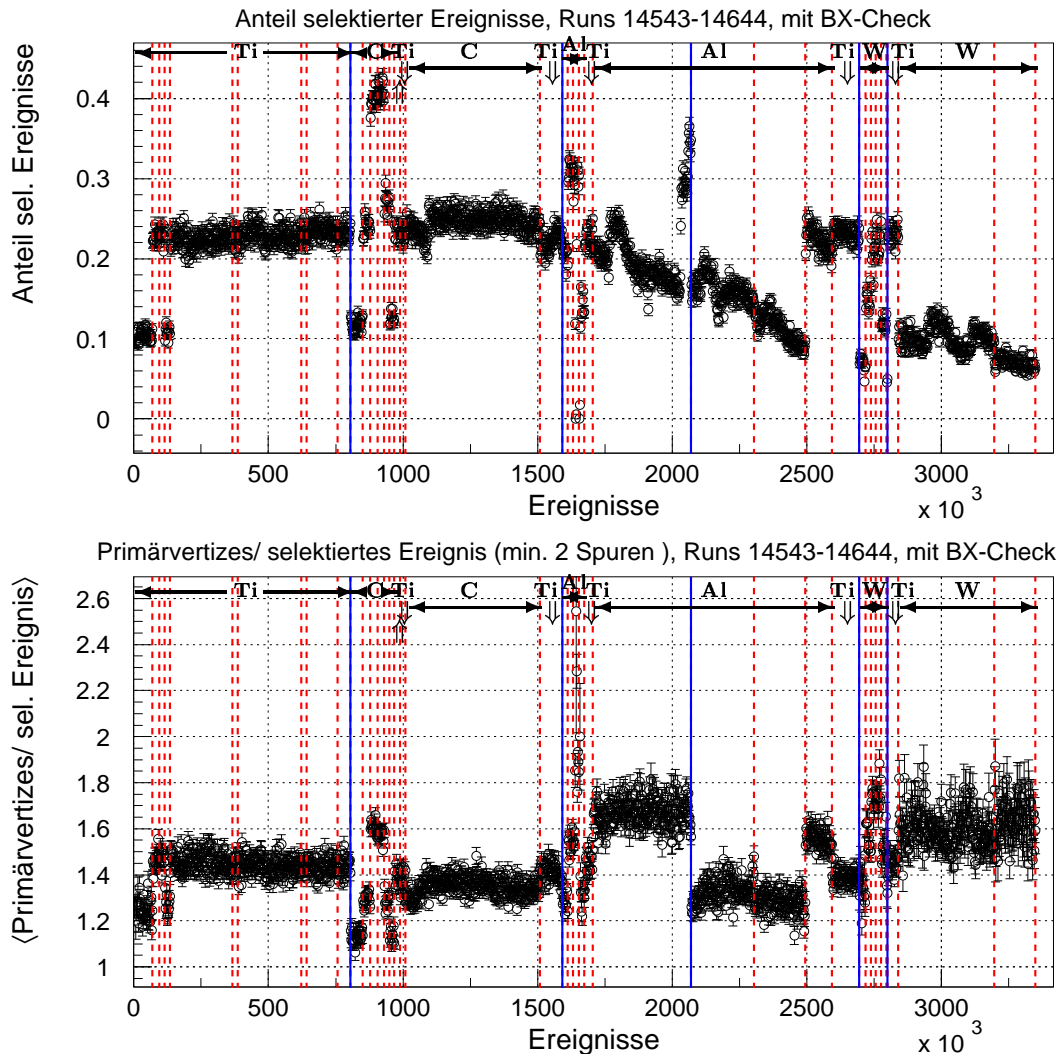 Anteil selektierter Ereignisse, Runs 14543-14644, mit BX-Check
Anteil sel. Ereignisse
Ti C Ti C Ti Al Ti Al Ti W Ti W
0.4
0.3
0.2
0.1
0
0 500 1000 1500 2000 2500 3000
Ereignisse
x 10 3
Primärvertizes/ selektiertes Ereignis (min. 2 Spuren ), Runs 14543-14644, mit BX-Check
⟨Primärvertizes/ sel. Ereignis⟩
Ti C Ti C Ti Al Ti Al Ti W Ti W
2.6
2.4
2.2
2
1.8
1.6
1.4
1.2
1
0 500 1000 1500 2000 2500 3000
Ereignisse
x 10 3